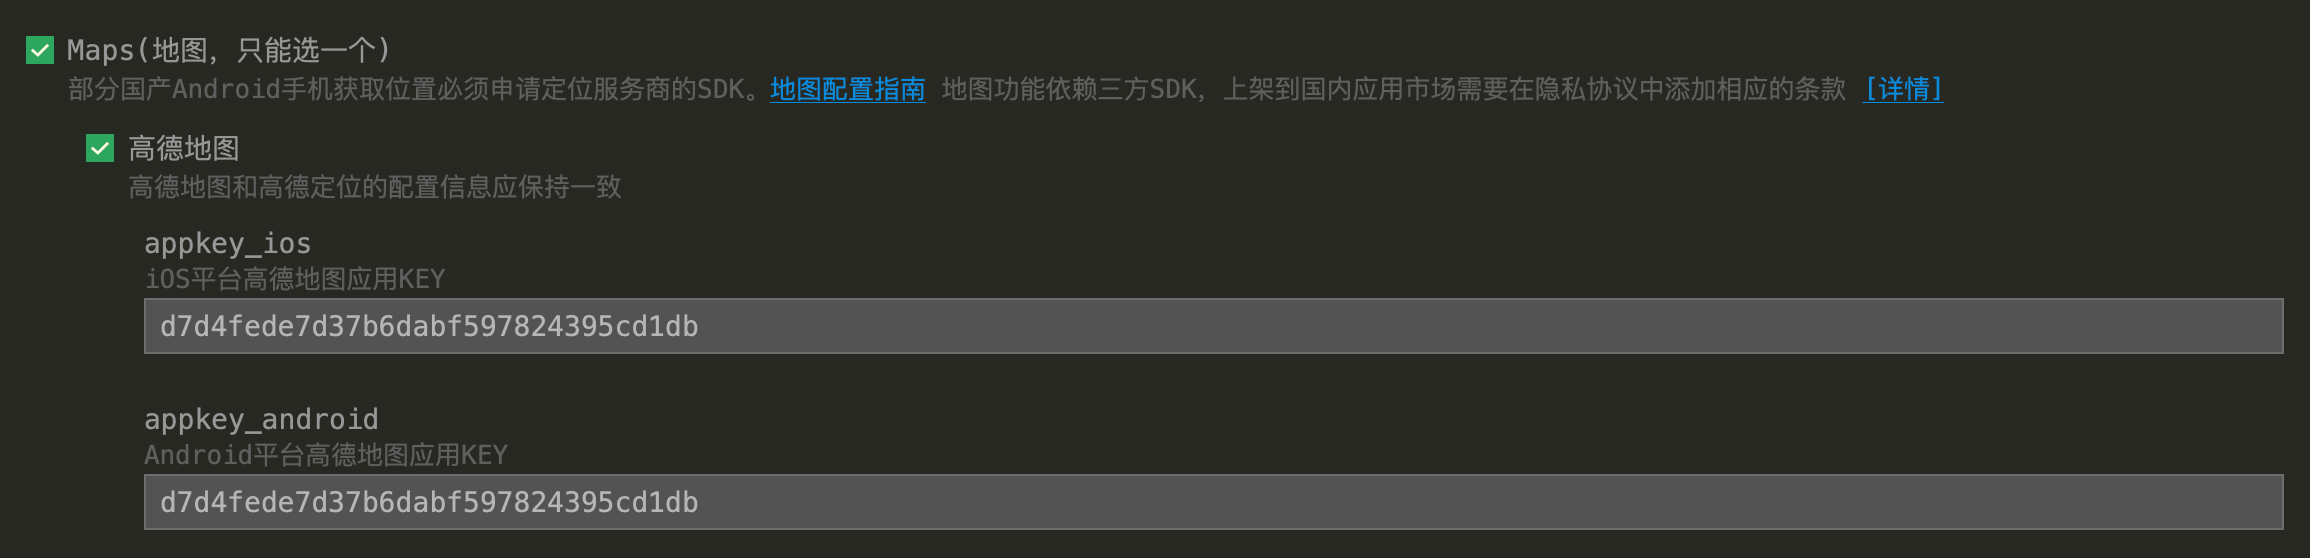 Maps(地图，只能选一个)
部分国产Android手机获取位置必须申请定位服务商的SDK。地图配置指南 地图功能依赖三方SDK，上架到国内应用市场需要在隐私协议中添加相应的条款 [详情]
高德地图
高德地图和高德定位的配置信息应保持一致
appkey_ios
iOS平台高德地图应用KEY
d7d4fede7d37b6dabf597824395cd1db
appkey_android
Android平台高德地图应用KEY
d7d4fede7d37b6dabf597824395cd1db